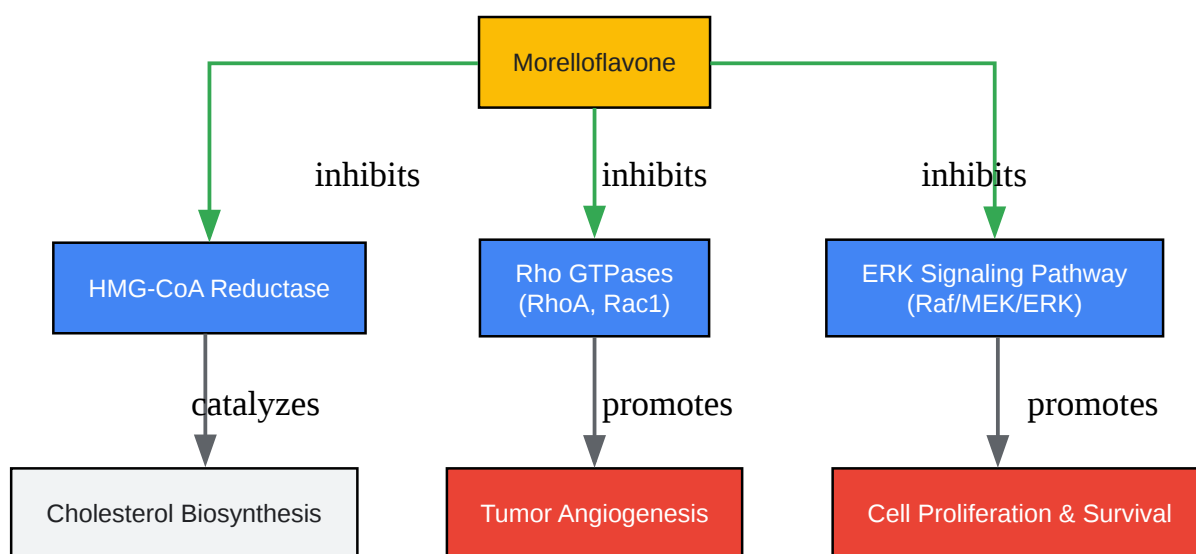 Morelloflavone
inhibits
inhibits
inhibits
HMG-CoA Reductase
Rho GTPases
(RhoA, Rac1)
ERK Signaling Pathway
(Raf/MEK/ERK)
catalyzes
promotes
promotes
Cholesterol Biosynthesis
Tumor Angiogenesis
Cell Proliferation & Survival